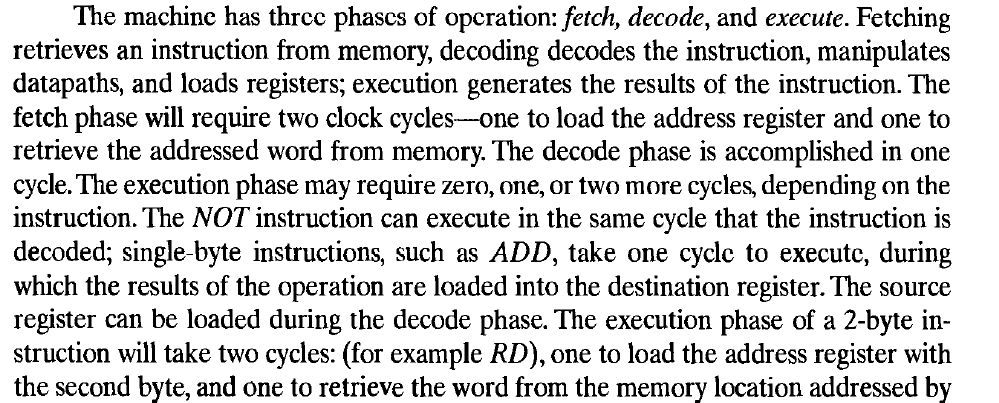 The machine has three phases of operation: fetch, decode, and execute. Fetching
retrieves an instruction from memory, decoding decodes the instruction, manipulates
datapaths, and loads registers; execution generates the results of the instruction. The
fetch phase will require two clock cycles—one to load the address register and one to
retrieve the addressed word from memory. The decode phase is accomplished in one
cycle. The execution phase may require zero, one, or two more cycles, depending on the
instruction. The NOT instruction can execute in the same cycle that the instruction is
decoded; single-byte instructions, such as ADD, take one cycle to execute, during
which the results of the operation are loaded into the destination register. The source
register can be loaded during the decode phase. The execution phase of a 2-byte in-
struction will take two cycles: (for example RD), one to load the address register with
the second byte, and one to retrieve the word from the memory location addressed by